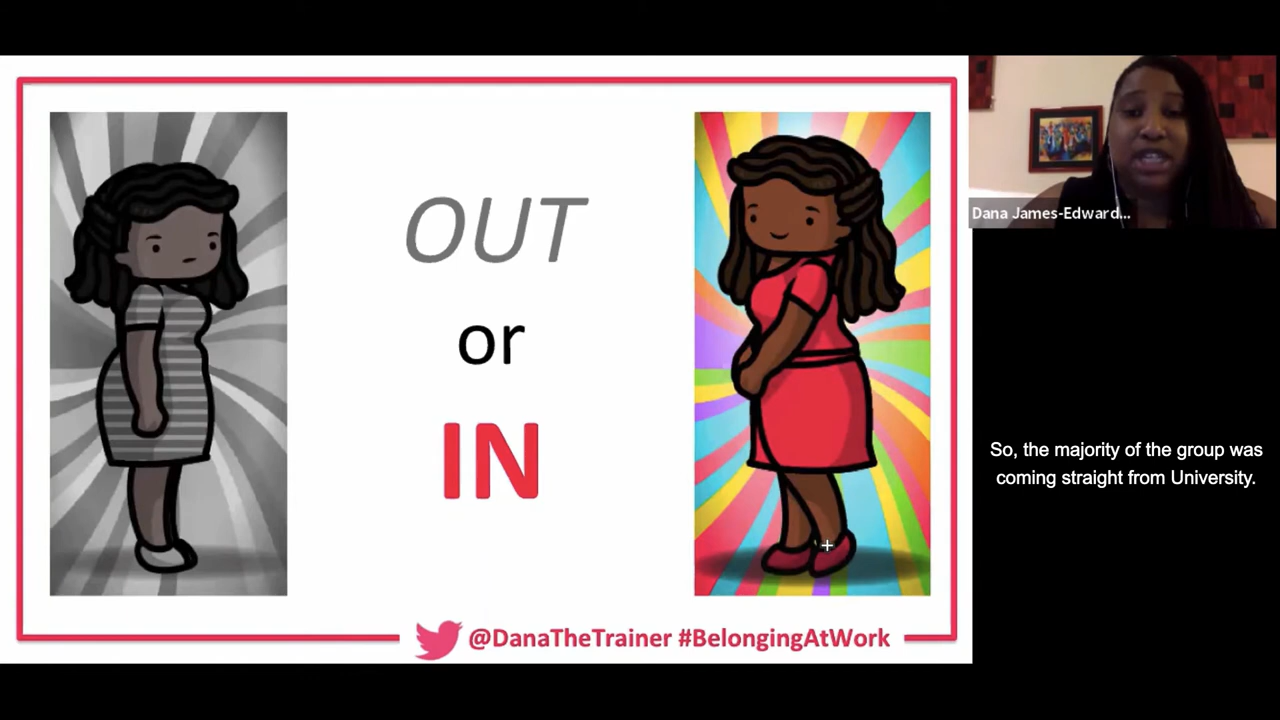 OUT
or
IN
@DanaTheTrainer #BelongingAtWork
Dana James-Edward...
So, the majority of the group was
coming straight from University.